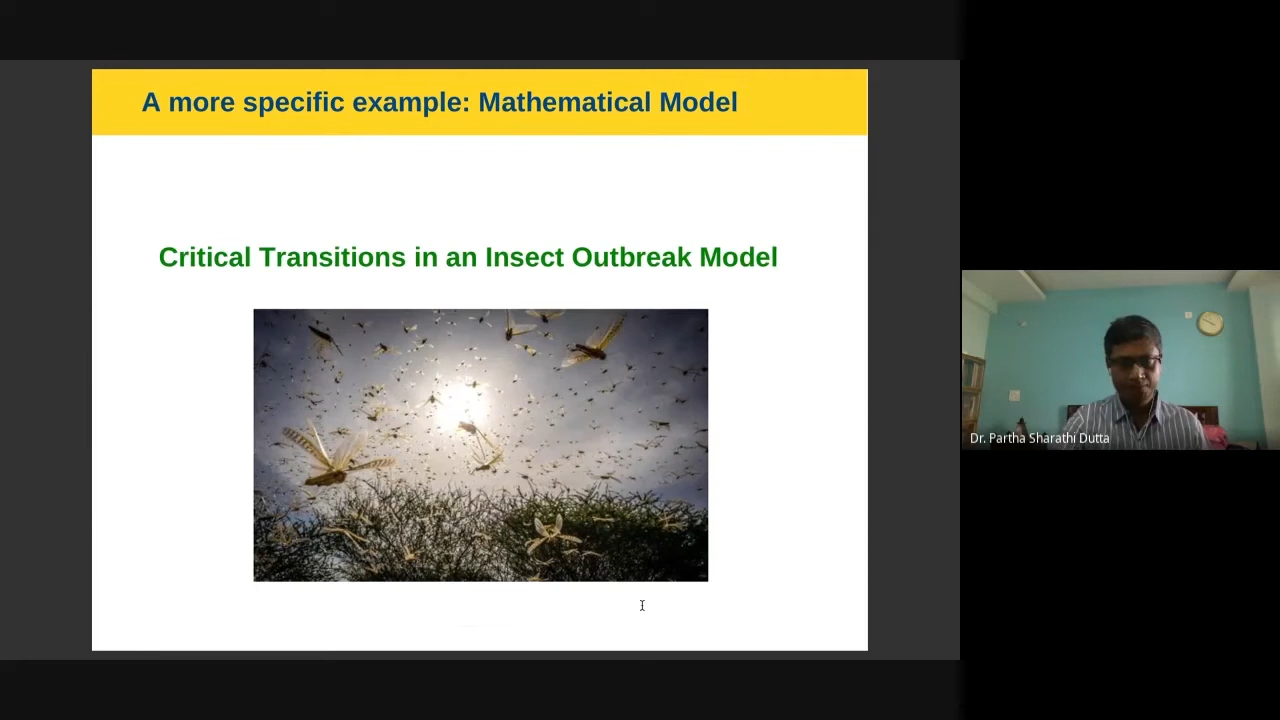 A more specific example: Mathematical Model
Critical Transitions in an Insect Outbreak Model
Dr. Partha Sharathi Dutta